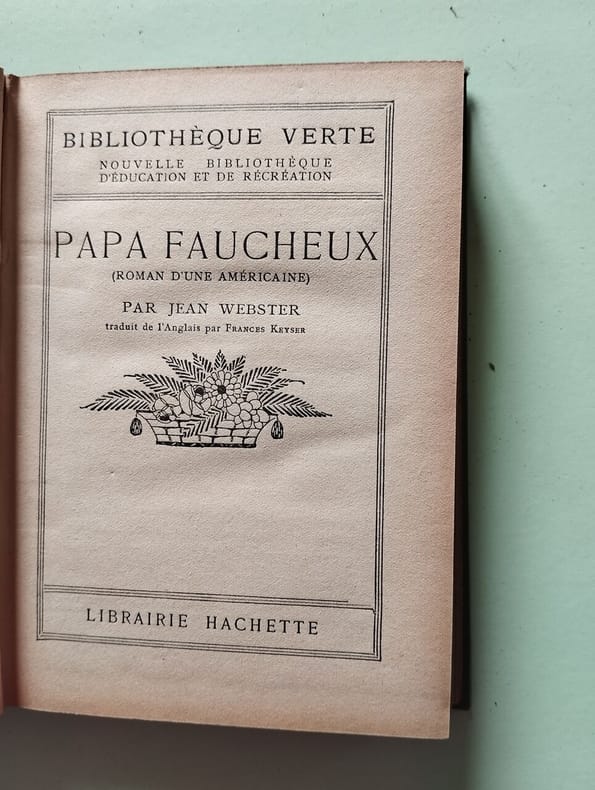 BIBLIOTHÈQUE VERTE
NOUVELLE BIBLIOTHÈQUE
D'ÉDUCATION ET DE RÉCRÉATION
PAPA FAUCHEUX
(ROMAN D'UNE AMÉRICAINE)
PAR JEAN WEBSTER
traduit de l'Anglais par FRANCES KEYSER
LIBRAIRIE HACHETTE